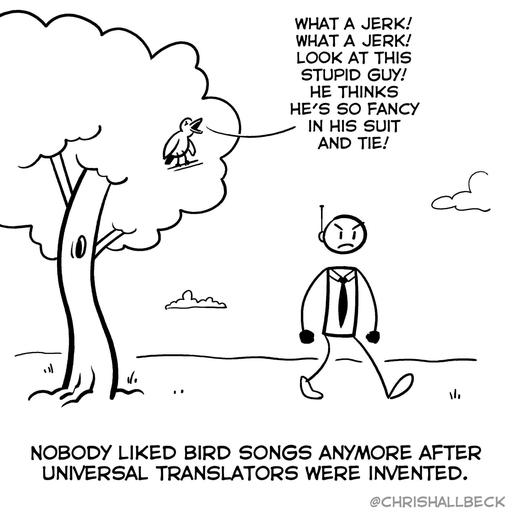 WHAT A JERK!
WHAT A JERK!
LOOK AT THIS
STUPID GUY!
HE THINKS
HE'S SO FANCY
IN HIS SUIT
AND TIE!
NOBODY LIKED BIRD SONGS ANYMORE AFTER
UNIVERSAL TRANSLATORS WERE INVENTED.
@CHRISHALLBECK